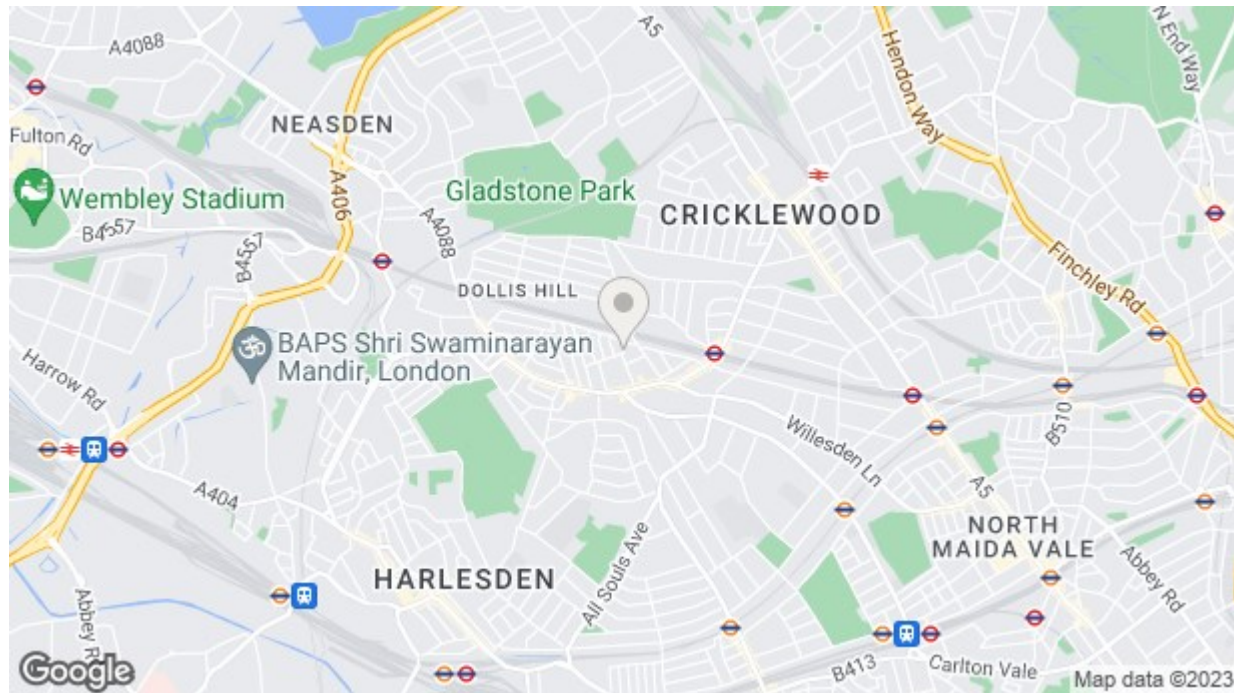 A4088
A5
N End Way
Hendon Way
NEASDEN
Fulton Rd
A406
Gladstone Park
Wembley Stadium
CRICKLEWOOD
B4557
B4557
A4088
Finchley Rd
DOLLIS HILL
BAPS Shri Swaminarayan
Mandir, London
Harrow Rd
B510
Willesden Ln
A5
A404
NORTH
MAIDA VALE
Abbey Rd
HARLESDEN
All Souls Ave
Abbey R
B413
Carlton Vale
Google
Map data ©2023